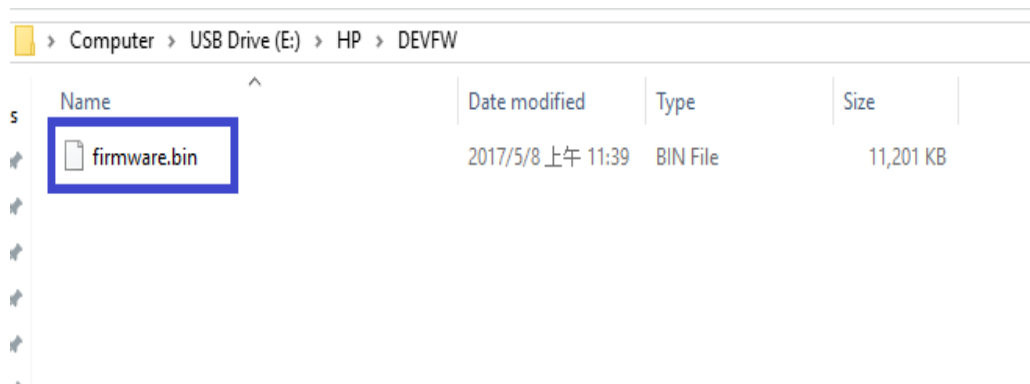 > Computer > USB Drive (E:) > HP > DEVFW
Name Date modified Type Size
s
firmware.bin 2017/5/8 上午 11:39 BIN File 11,201 KB